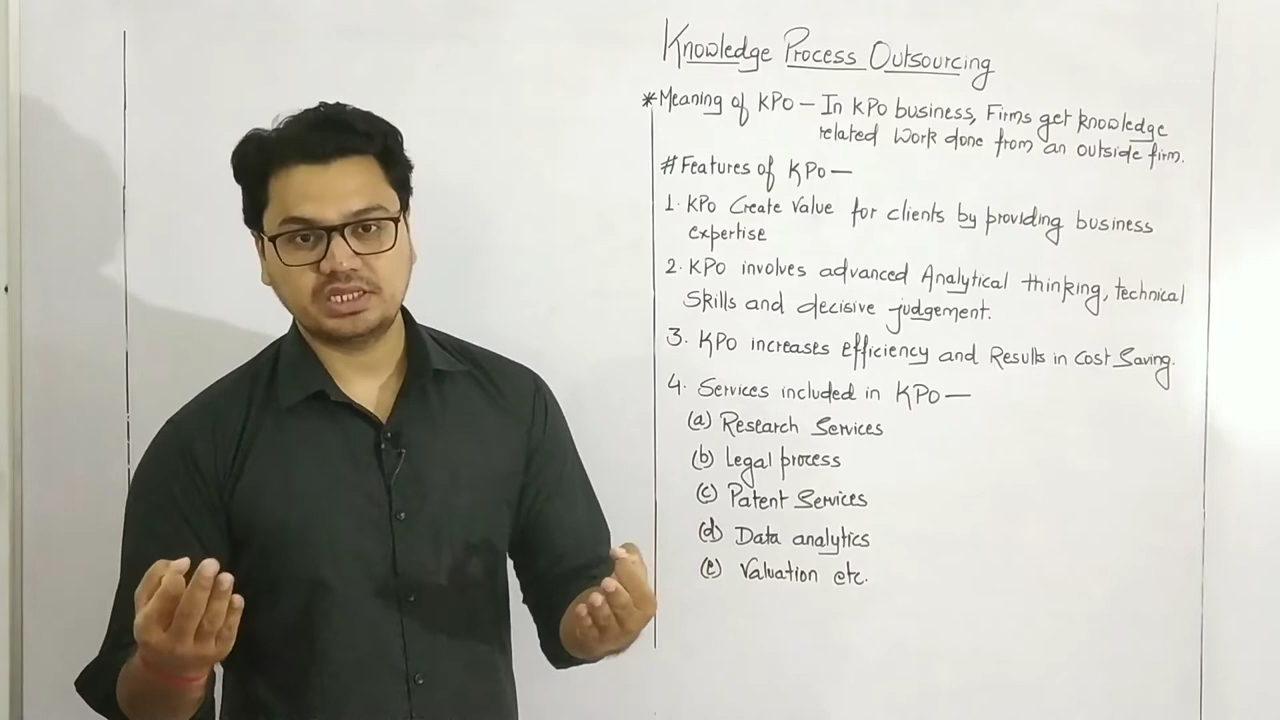 Knowledge Process Outsourcing
*Meaning of KPO — In KPO business, Firms get knowledge
related work done from an outside firm.
# Features of KPO —
1. KPO Create Value for clients by providing business
expertise
2. KPO involves advanced Analytical thinking, technical
Skills and decisive judgement.
3. KPO increases efficiency and Results in Cost Saving.
4. Services included in KPO —
(a) Research Services
(b) Legal process
(c) Patent Services
(d) Data analytics
(e) Valuation etc.